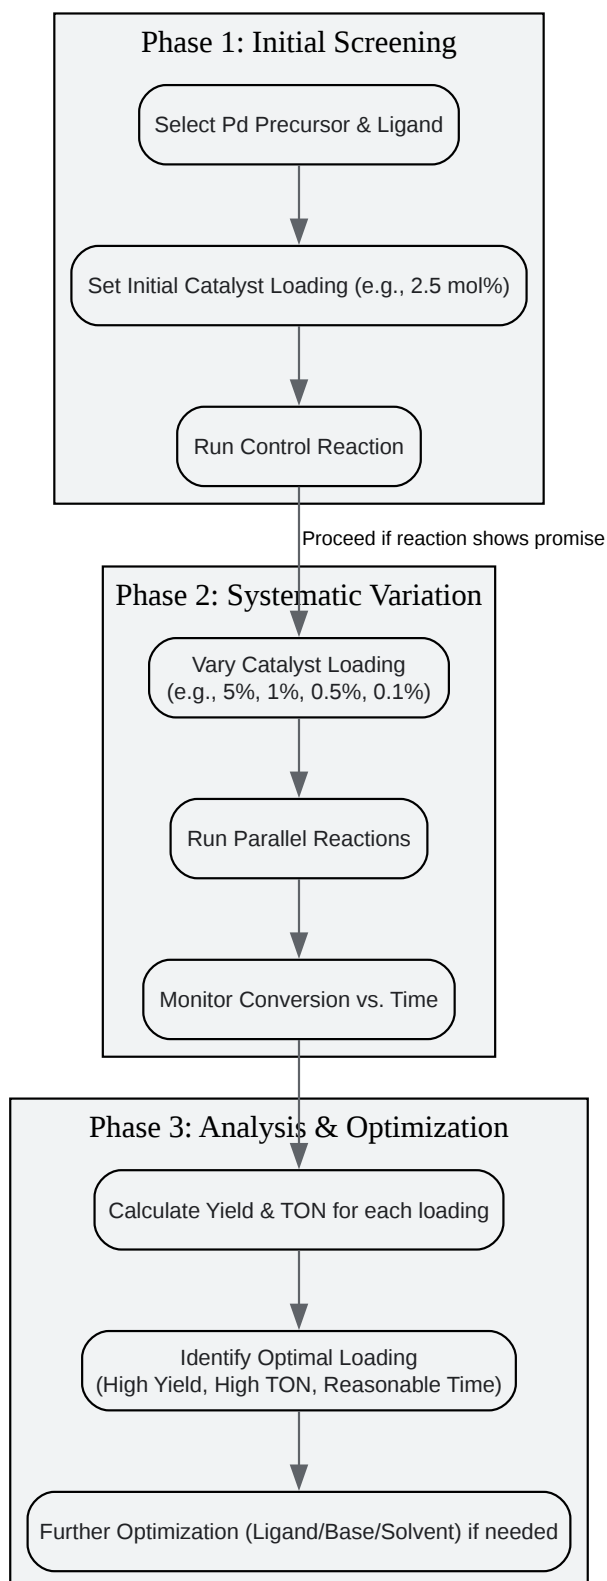 Phase 1: Initial Screening
Select Pd Precursor & Ligand
Set Initial Catalyst Loading (e.g., 2.5 mol%)
Run Control Reaction
Proceed if reaction shows promise
Phase 2: Systematic Variation
Vary Catalyst Loading
(e.g., 5%, 1%, 0.5%, 0.1%)
Run Parallel Reactions
Monitor Conversion vs. Time
Phase 3: Analysis & Optimization
Calculate Yield & TON for each loading
Identify Optimal Loading
(High Yield, High TON, Reasonable Time)
Further Optimization (Ligand/Base/Solvent) if needed